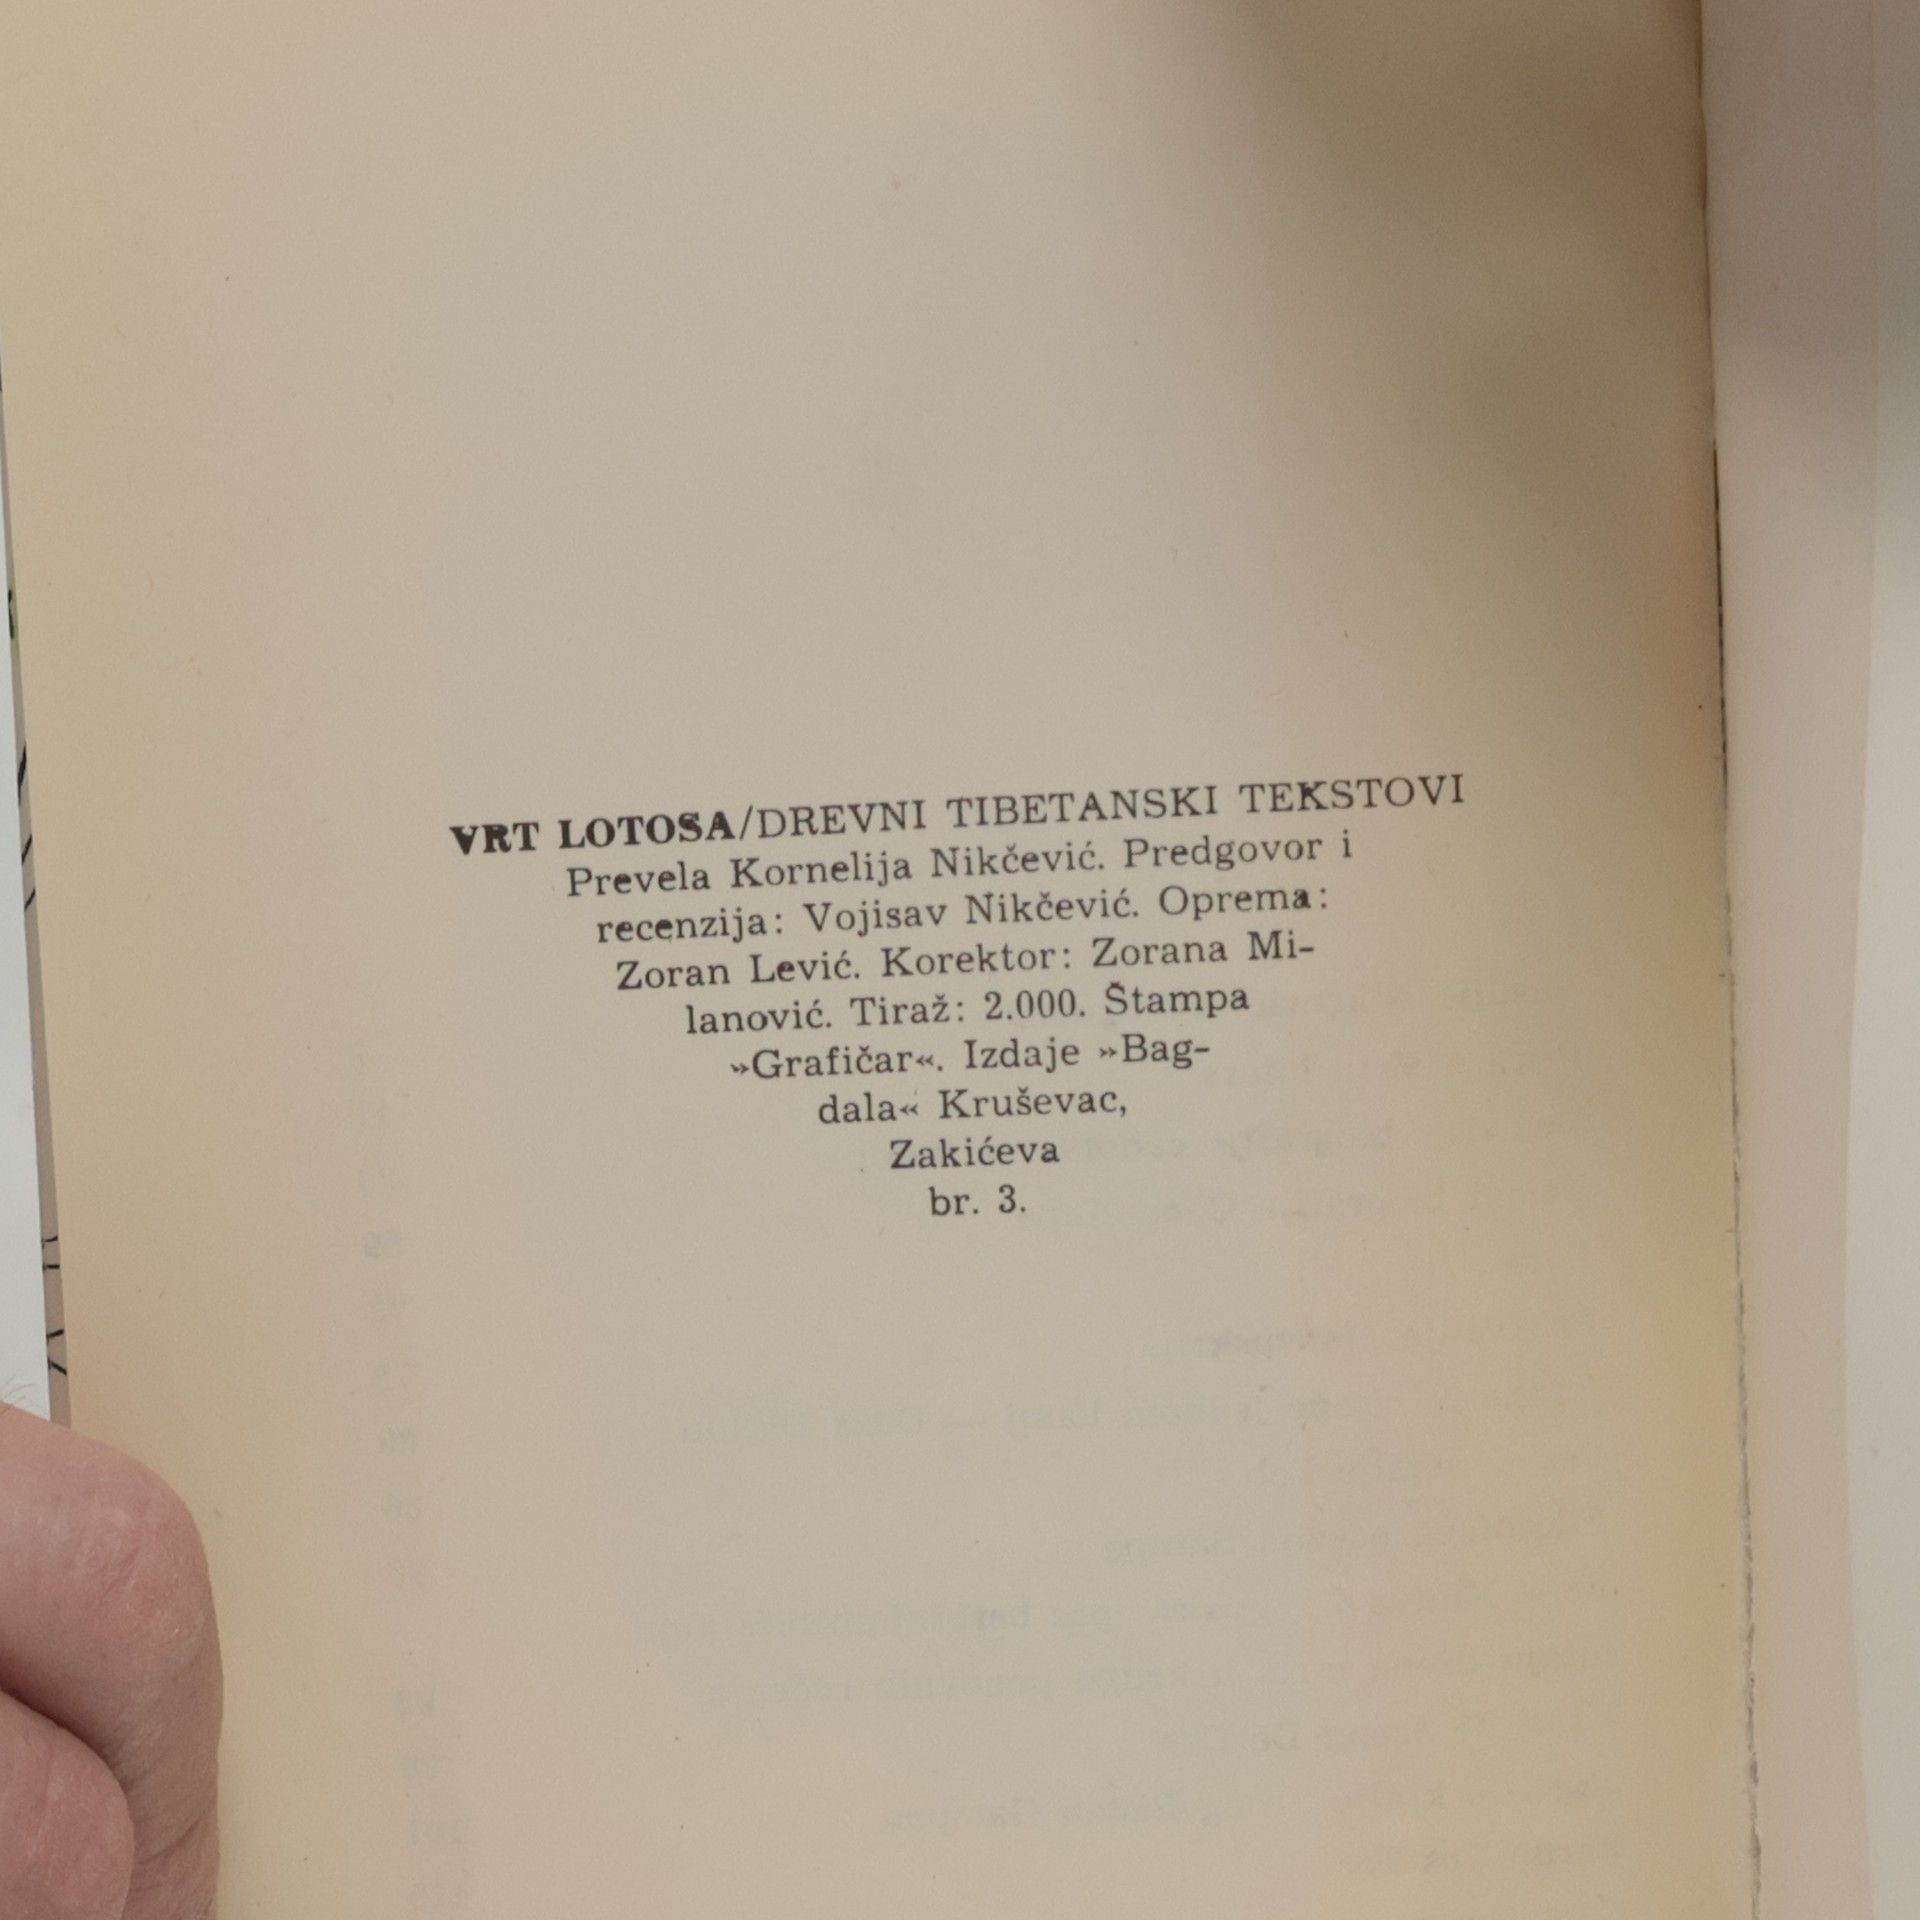 VRT LOTOSA/DREVNI TIBETANSKI TEKSTOVI
Prevela Kornelija Nikčević. Predgovor i
recenzija: Vojisav Nikčević. Oprema:
Zoran Lević. Korektor: Zorana Mi-
lanović. Tiraž: 2.000. Štampa
»Grafičar«. Izdaje »Bag-
dala« Kruševac,
Zakićeva
br. 3.